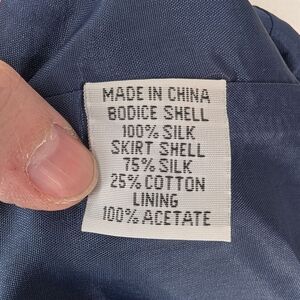 MADE IN CHINA
BODICE SHELL
100% SILK
SKIRT SHELL
75% SILK
25% COTTON
LINING
100% ACETATE